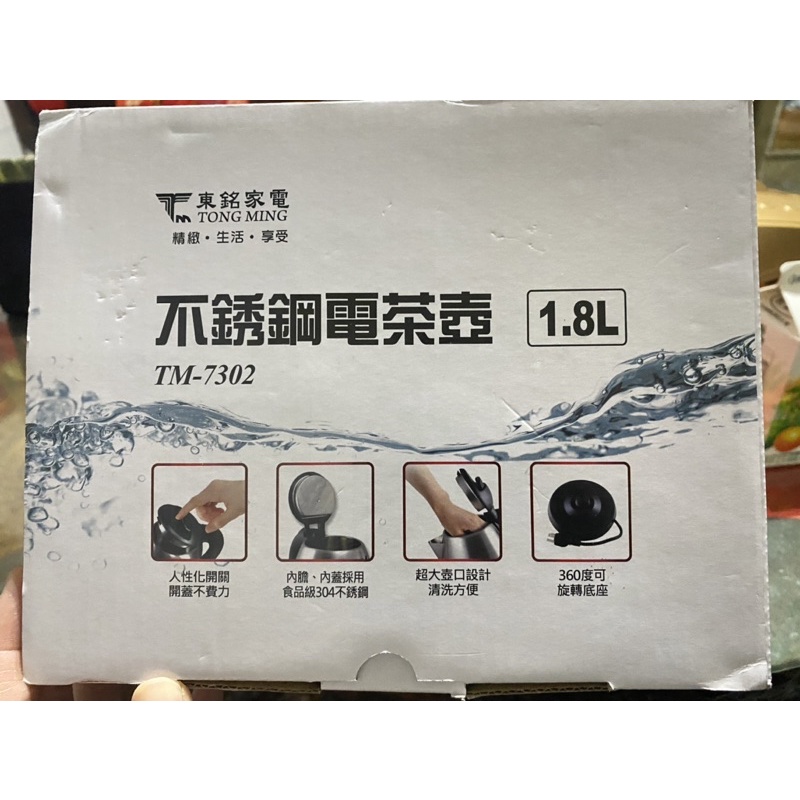 東銘家電
TONG MING
精緻・生活・享受
不銹鋼電茶壺 1.8L
TM-7302
人性化開關
開蓋不費力
內膽、內蓋採用
食品級304不銹鋼
超大壺口設計
清洗方便
360度可
旋轉底座